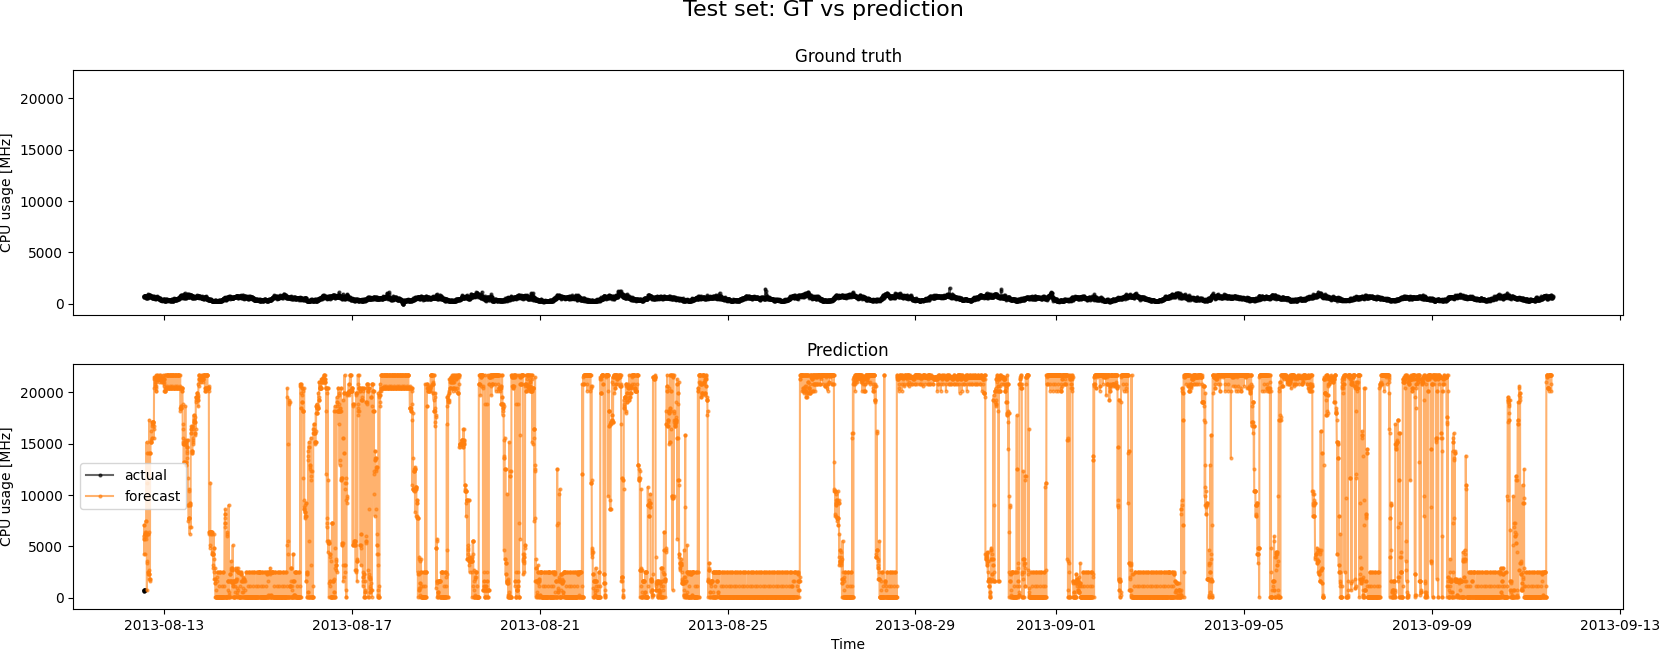 Test set: GT vs prediction
Ground truth
CPU usage [MHz]
20000
15000
10000
5000
0
Prediction
CPU usage [MHz]
20000
15000
10000
5000
0
actual
forecast
2013-08-13 2013-08-17 2013-08-21 2013-08-25 2013-08-29 2013-09-01 2013-09-05 2013-09-09 2013-09-13
Time